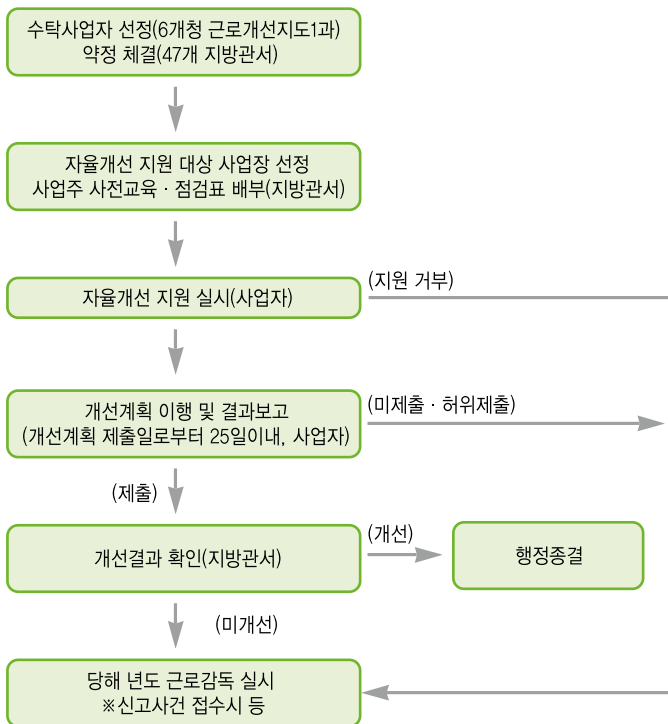 수탁사업자 선정(6개청 근로개선지도1과)
약정 체결(47개 지방관서)
자율개선 지원 대상 사업장 선정
사업주 사전교육 · 점검표 배부(지방관서)
자율개선 지원 실시(사업자)
(지원 거부)
개선계획 이행 및 결과보고
(개선계획 제출일로부터 25일이내, 사업자)
(미제출 · 허위제출)
(제출)
개선결과 확인(지방관서)
(개선)
행정종결
(미개선)
당해 년도 근로감독 실시
※신고사건 접수시 등